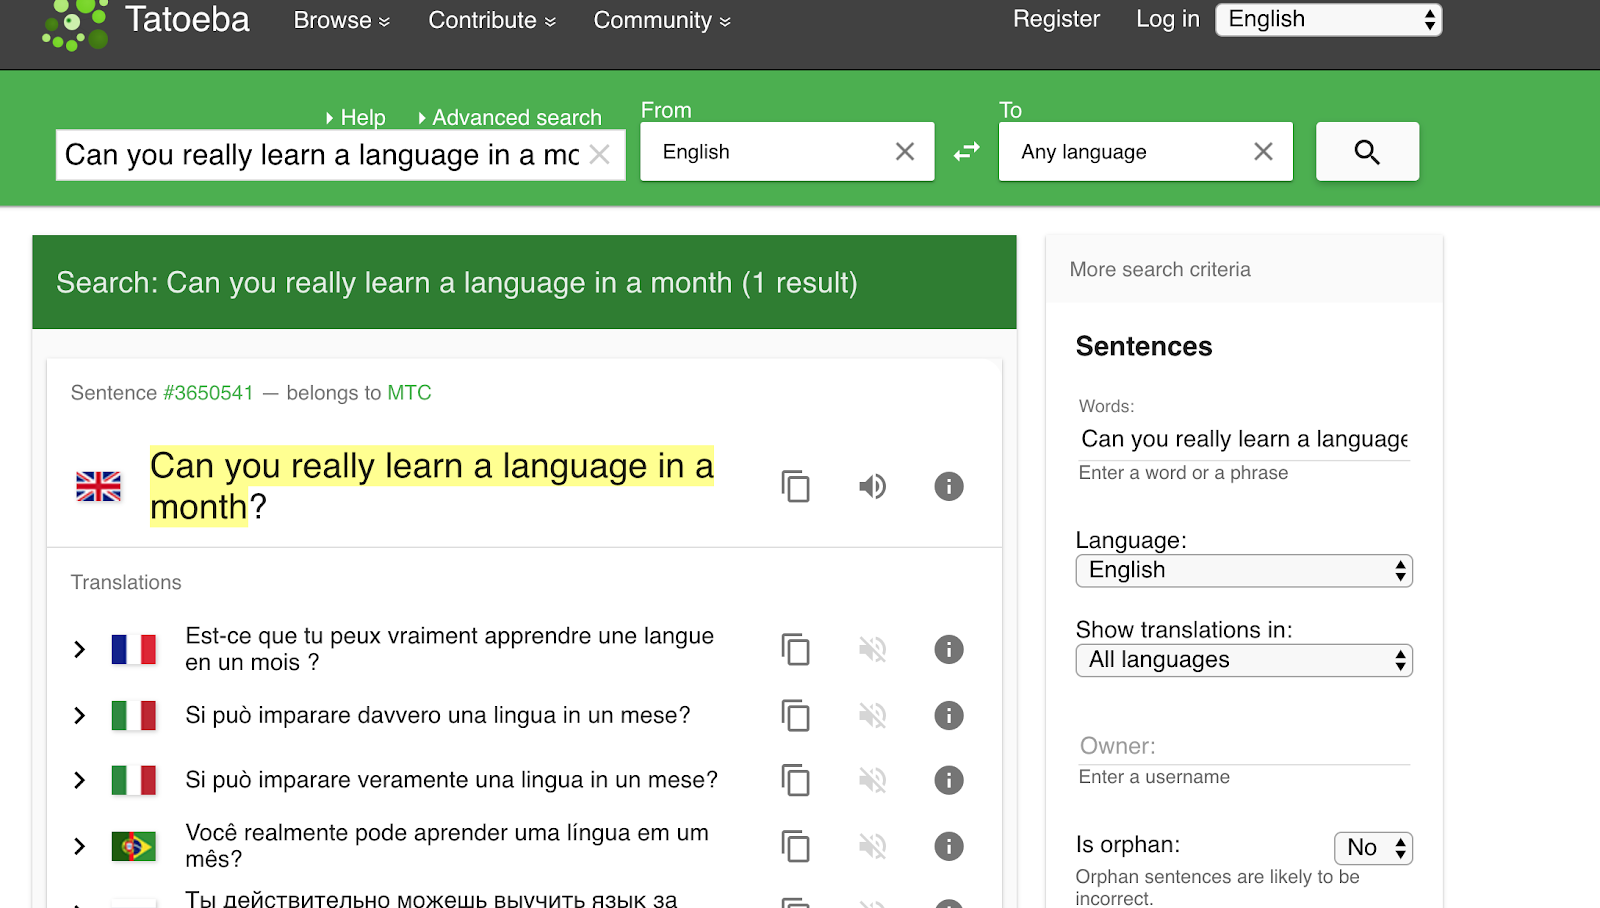 Tatoeba
Browse
Contribute
Community
Register
Log in
English
Help
Advanced search
From
To
Can you really learn a language in a mo
English
Any language
Search: Can you really learn a language in a month (1 result)
Sentence #3650541 — belongs to MTC
Can you really learn a language in a
month?
Translations
Est-ce que tu peux vraiment apprendre une langue
en un mois ?
Si può imparare davvero una lingua in un mese?
Si può imparare veramente una lingua in un mese?
Você realmente pode aprender uma língua em um
mês?
Ты действительно можешь выучить язык за
More search criteria
Sentences
Words:
Can you really learn a language
Enter a word or a phrase
Language:
English
Show translations in:
All languages
Owner:
Enter a username
Is orphan:
No
Orphan sentences are likely to be
incorrect.